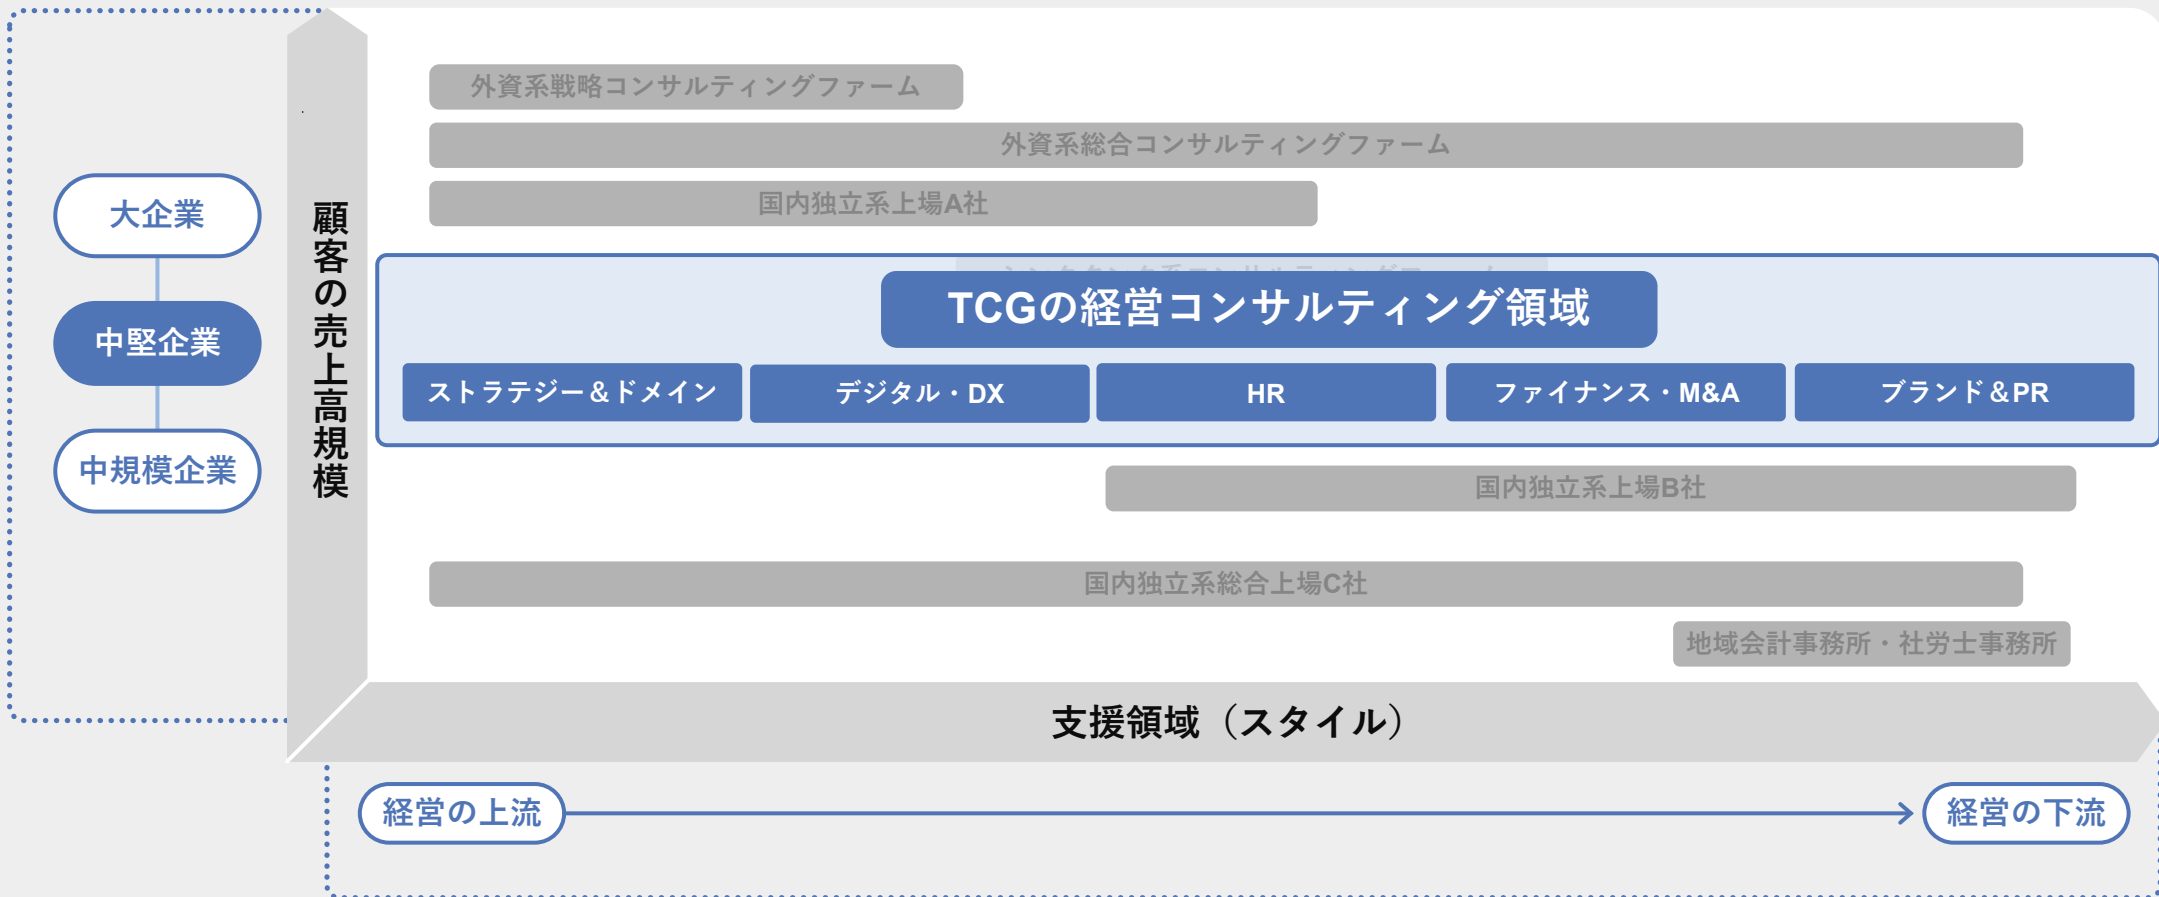 外資系戦略コンサルティングファーム
外資系総合コンサルティングファーム
国内独立系上場A社
大企業
中堅企業
中規模企業
顧客の売上高規模
TCGの経営コンサルティング領域
ストラテジー＆ドメイン
デジタル・DX
HR
ファイナンス・M&A
ブランド＆PR
国内独立系上場B社
国内独立系総合上場C社
地域会計事務所・社労士事務所
支援領域（スタイル）
経営の上流
経営の下流